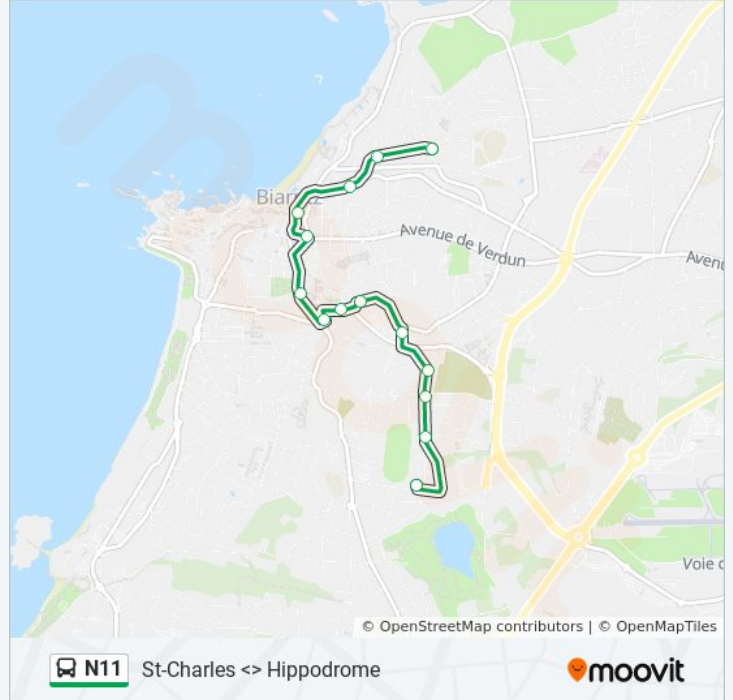 Biarritz
Avenue de Verdun
Avenu
Voie d
© OpenStreetMap contributors | © OpenMapTiles
N11 St-Charles <> Hippodrome
moovit